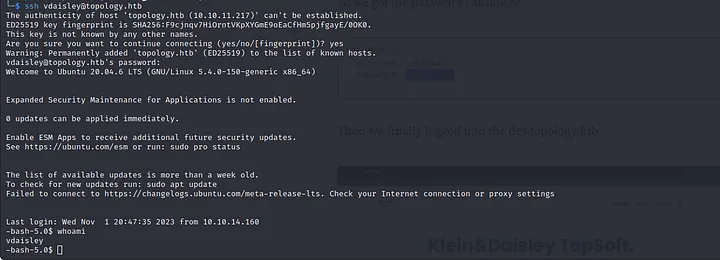 $ ssh vdaisley@topology.htb
The authenticity of host 'topology.htb (10.10.11.217)' can't be established.
ED25519 key fingerprint is SHA256:F9cjnqv7HiOrntVKpXYGmE9oEaCfHm5pjfgayE/0OK0.
This key is not known by any other names.
Are you sure you want to continue connecting (yes/no/[fingerprint])? yes
Warning: Permanently added 'topology.htb' (ED25519) to the list of known hosts.
vdaisley@topology.htb's password:
Welcome to Ubuntu 20.04.6 LTS (GNU/Linux 5.4.0-150-generic x86_64)
Expanded Security Maintenance for Applications is not enabled.
0 updates can be applied immediately.
Enable ESM Apps to receive additional future security updates.
See https://ubuntu.com/esm or run: sudo pro status
Then we finally logged into the dev.topology.htb
The list of available updates is more than a week old.
To check for new updates run: sudo apt update
Failed to connect to https://changelogs.ubuntu.com/meta-release-lts. Check your Internet connection or proxy settings
Last login: Wed Nov  1 20:47:35 2023 from 10.10.14.160
-bash-5.0$ whoami
vdaisley
-bash-5.0$
Klein&Daisley TopSoft.